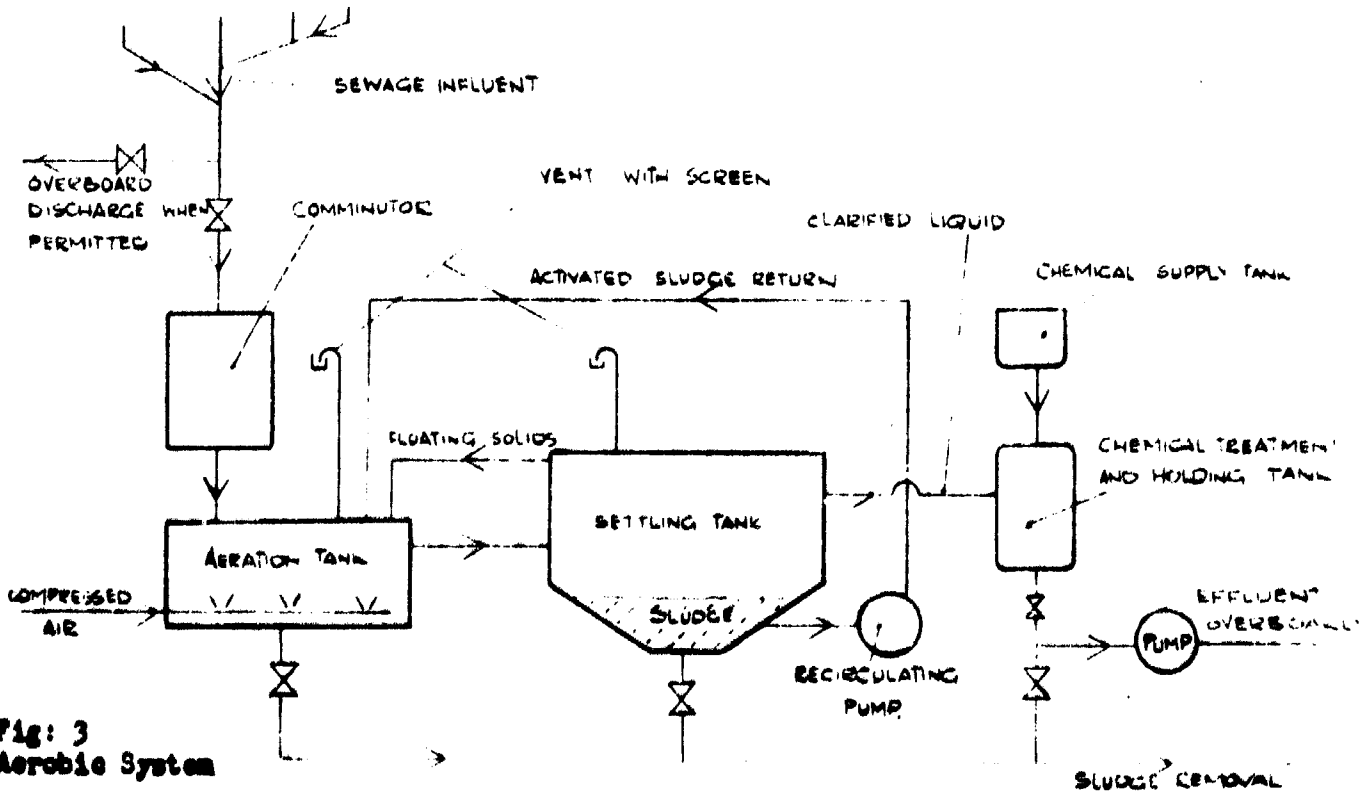 SEWAGE INFLUENT
OVERBOARD
DISCHARGE WHEN
PERMITTED
COMMINUTOR
VENT WITH SCREEN
CLARIFIED LIQUID
ACTIVATED SLUDGE RETURN
CHEMICAL SUPPLY TANK
FLOATING SOLIDS
CHEMICAL TREATMENT
AND HOLDING TANK
SETTLING TANK
AERATION TANK
COMPRESSED
AIR
SLUDGE
EFFLUENT
OVERBOARD
PUMP
RECIRCULATING
PUMP
Fig: 3
Aerobic System
SLUDGE REMOVAL